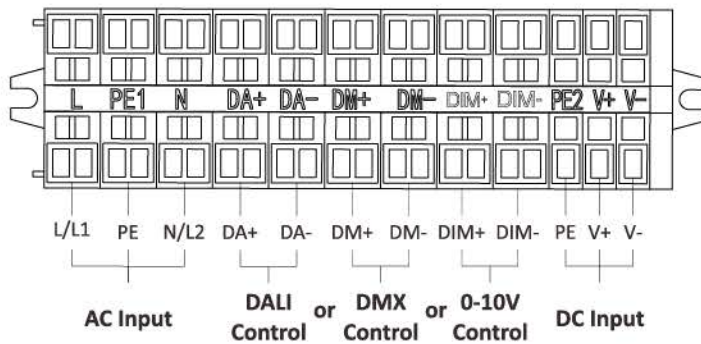 L PE1 N DA+ DA- DM+ DM- DIM+ DIM- PE2 V+ V-
L/L1 PE N/L2 DA+ DA- DM+ DM- DIM+ DIM- PE V+ V-
AC Input DALI Control or DMX Control or 0-10V Control DC Input